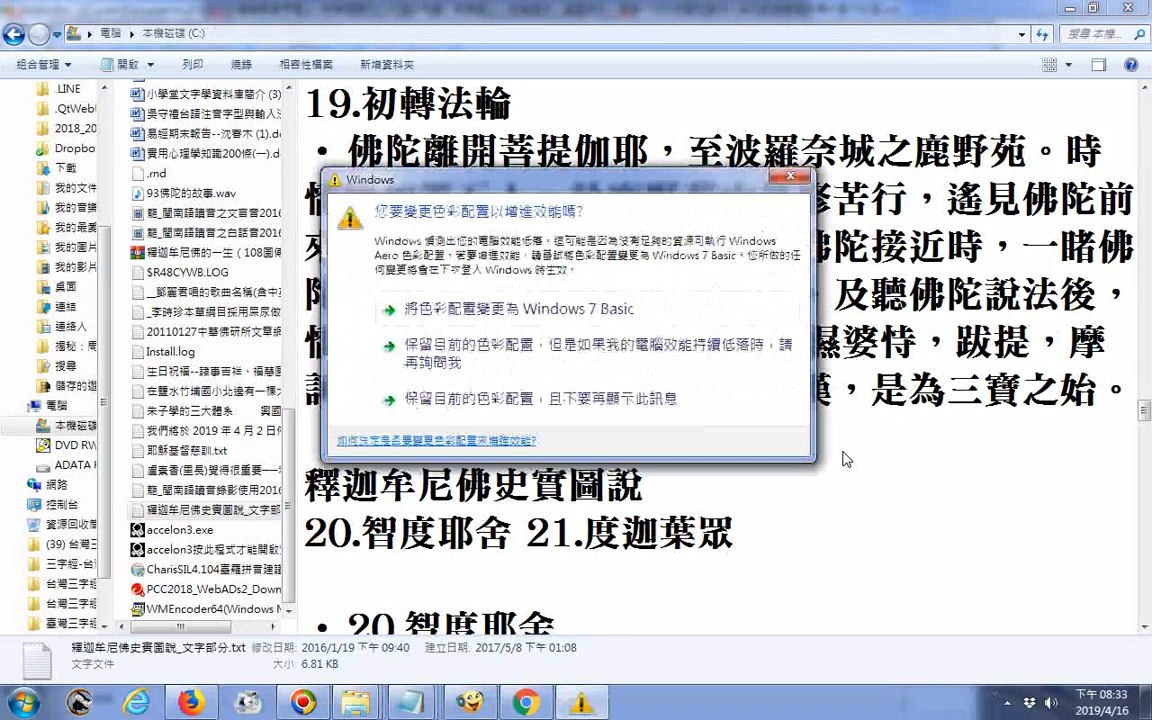 電腦 ▸ 本機磁碟 (C:)
搜尋 本機...
組合管理 開啟 列印 燒錄 相容性檔案 新增資料夾
.LINE
.QtWeb
2018_20
Dropbo
下載
我的文件
我的音樂
我的最愛
我的圖片
我的影片
桌面
連結
連絡人
搜尋
儲存的遊
電腦
本機磁碟
DVD RW
ADATA
網路
控制台
資源回收筒
(39) 台灣三
三字經-台
台灣三字經
台灣三字經
臺灣三字經
小學堂文字學資料庫簡介 (3)
吳守禮台語注音字型與輸入法
易經期末報告--沈春木 (1).do
實用心理學知識200條(一).do
.rnd
93佛陀的故事.wav
龍_閩南語讀音之文言音2016
龍_閩南語讀音之白話音2016
釋迦牟尼佛的一生 ( 108圖
$R48CYWB.LOG
__鄧麗君唱的歌曲名稱(含中
_李時珍本草綱目採用屎尿做
20110127中華佛研所文章網
Install.log
生日祝福--諸事吉祥、福慧圓
在鹽水竹埔國小北邊有一棵大
朱子學的三大體系 興國
我們將於 2019 年 4 月 2 日
耶穌基督慈訓.txt
盧素香(里長)覺得很重要---
龍_閩南語讀音錄影使用2016
釋迦牟尼佛史實圖說_文字部
accelon3.exe
accelon3按此程式才能開啟
CharisSIL4.104臺羅拼音建議
PCC2018_WebADs2_Down
WMEncoder64(Windows M
19.初轉法輪
• 佛陀離開菩提伽耶，至波羅奈城之鹿野苑。時
修苦行，遙見佛陀前
佛陀接近時，一睹佛
及聽佛陀說法後，
濕婆恃，跋提，摩
，是為三寶之始。
Windows
您要變更色彩配置以增進效能嗎?
Windows 偵測出您的電腦效能低落。這可能是因為沒有足夠的資源可執行 Windows
Aero 色彩配置。若要增進效能，請嘗試將色彩配置變更為 Windows 7 Basic。您所做的任
何變更將會在下次登入 Windows 時生效。
將色彩配置變更為 Windows 7 Basic
保留目前的色彩配置，但是如果我的電腦效能持續低落時，請
再詢問我
保留目前的色彩配置，且不要再顯示此訊息
如何決定是否要變更色彩配置來增強效能?
釋迦牟尼佛史實圖說
20.智度耶舍 21.度迦葉眾
• 20.智度耶舍
釋迦牟尼佛史實圖說_文字部分.txt 修改日期: 2016/1/19 下午 09:40 建立日期: 2017/5/8 下午 01:08
文字文件 大小: 6.81 KB
下午 08:33
2019/4/16